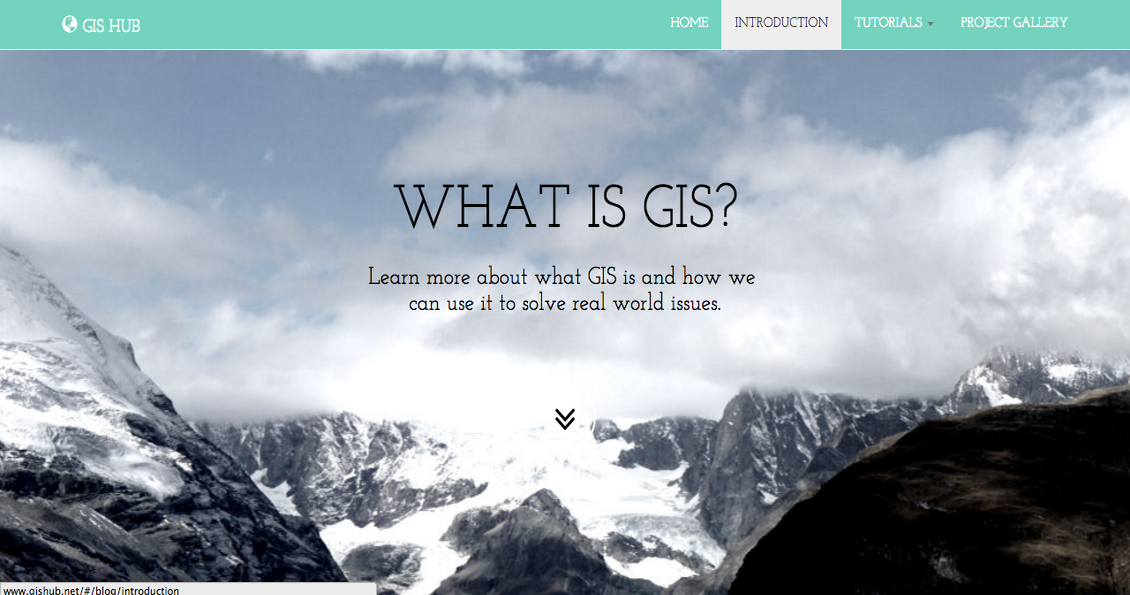 GIS HUB
HOME
INTRODUCTION
TUTORIALS
PROJECT GALLERY
WHAT IS GIS?
Learn more about what GIS is and how we
can use it to solve real world issues.
www.gishub.net/#/blog/introduction